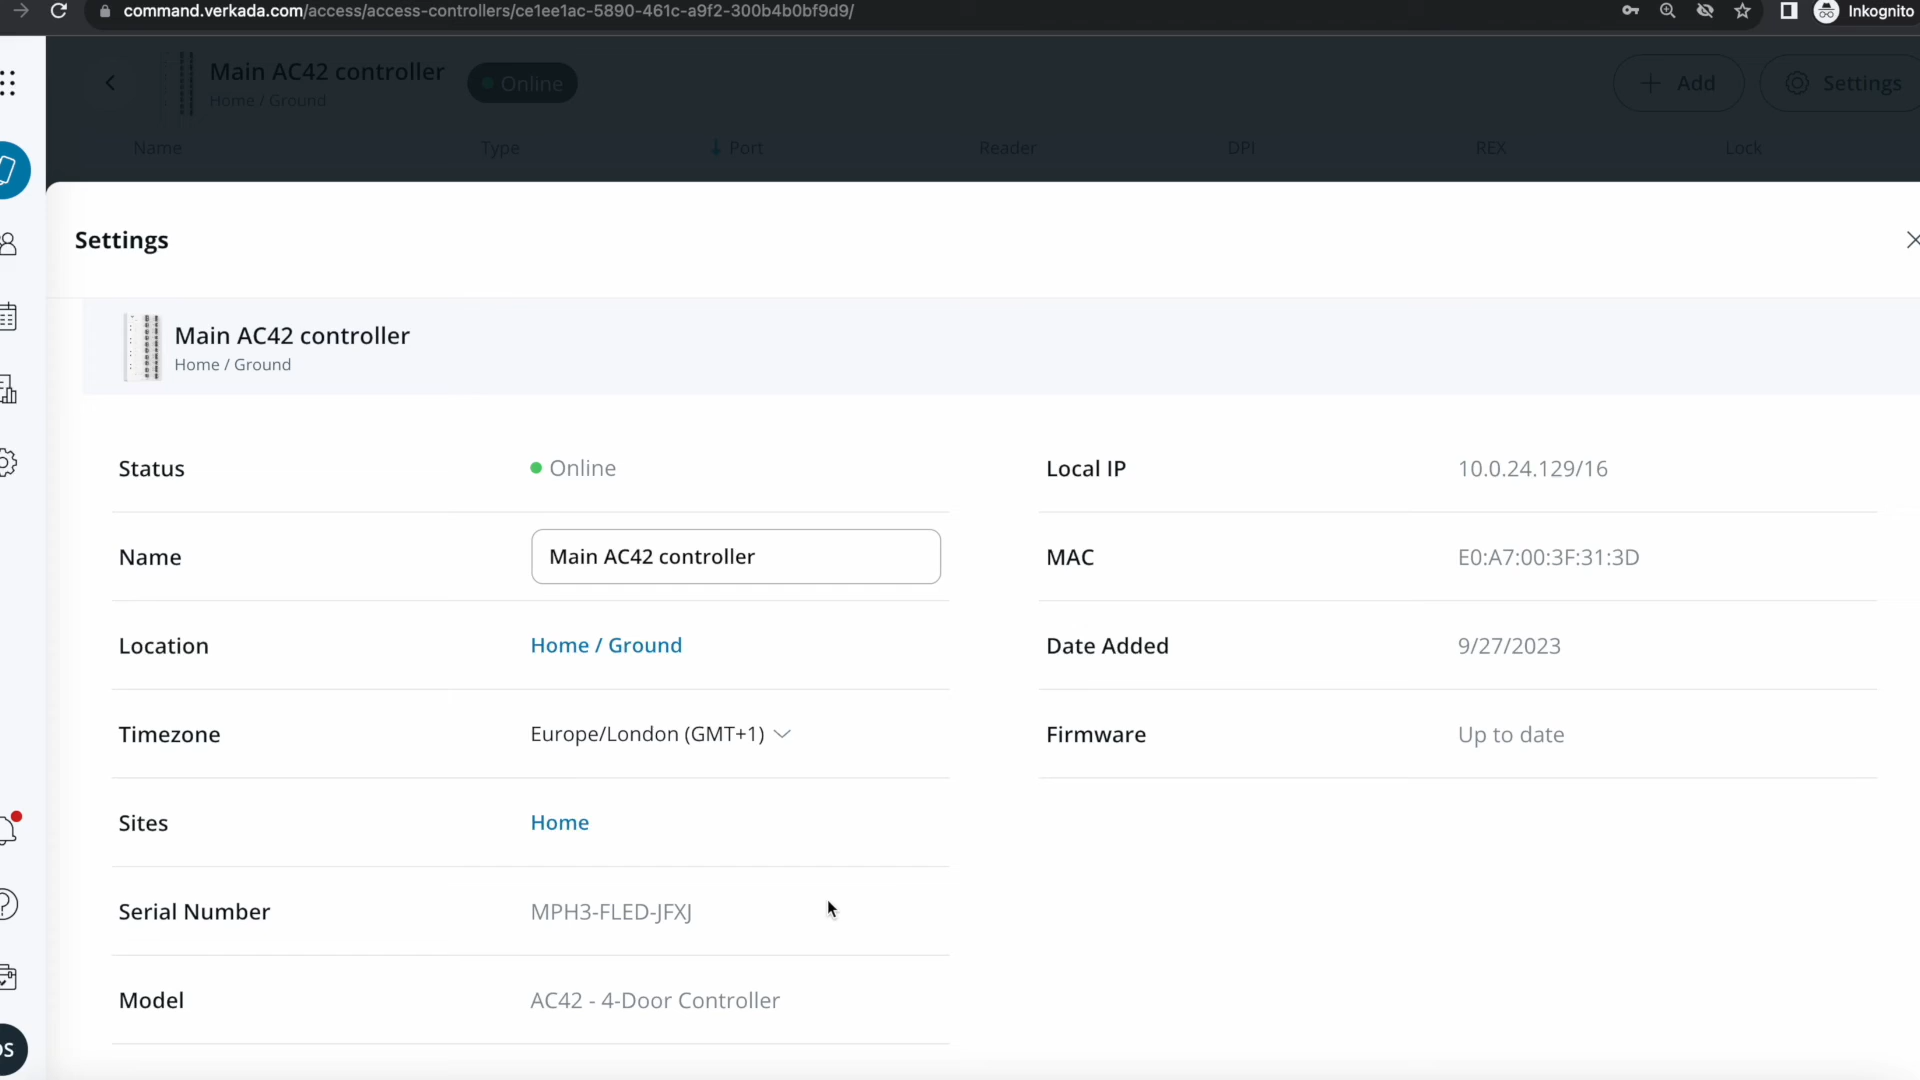 command.verkada.com/access/access-controllers/ce1ee1ac-5890-461c-a9f2-300b4b0bf9d9/
Inkognito
Main AC42 controller
Home / Ground
Online
Add
Settings
Name
Type
Port
Reader
DPI
REX
Lock
Settings
Main AC42 controller
Home / Ground
Status
Online
Name
Main AC42 controller
Location
Home / Ground
Timezone
Europe/London (GMT+1)
Sites
Home
Serial Number
MPH3-FLED-JFXJ
Model
AC42 - 4-Door Controller
Local IP
10.0.24.129/16
MAC
E0:A7:00:3F:31:3D
Date Added
9/27/2023
Firmware
Up to date